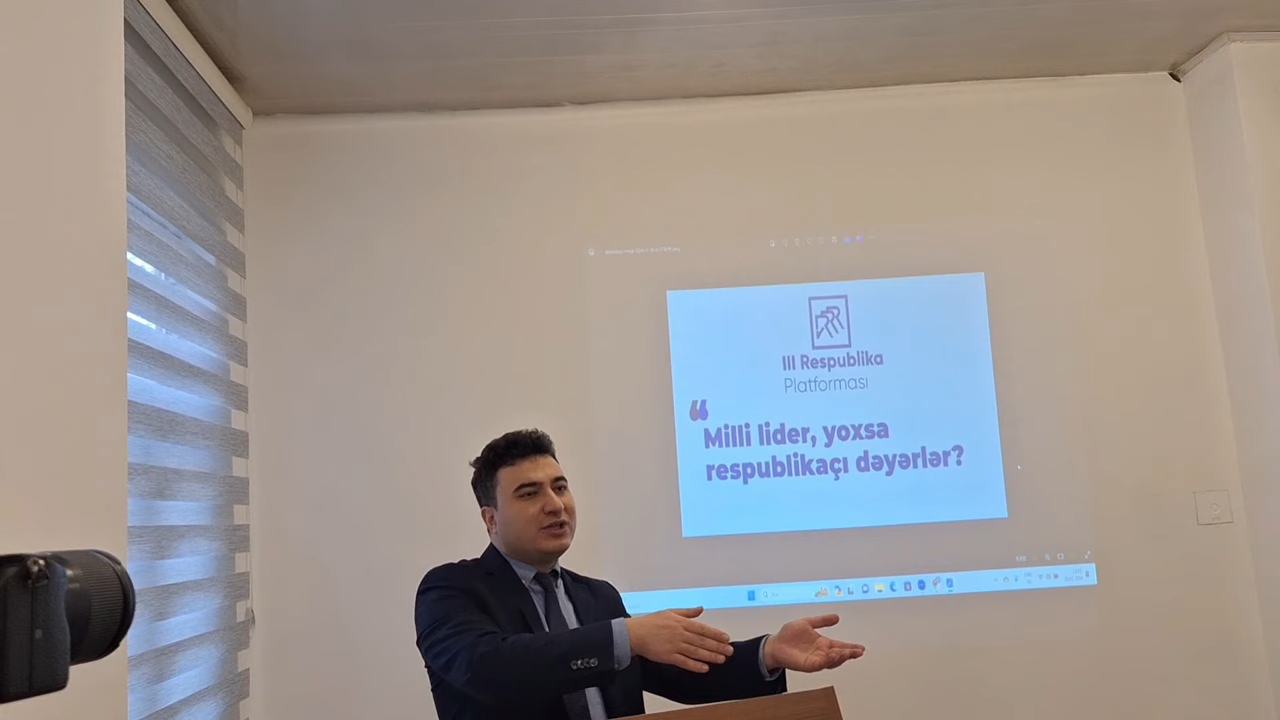 III Respublika
Platforması
“
Milli lider, yoxsa
respublikaçı dəyərlər?